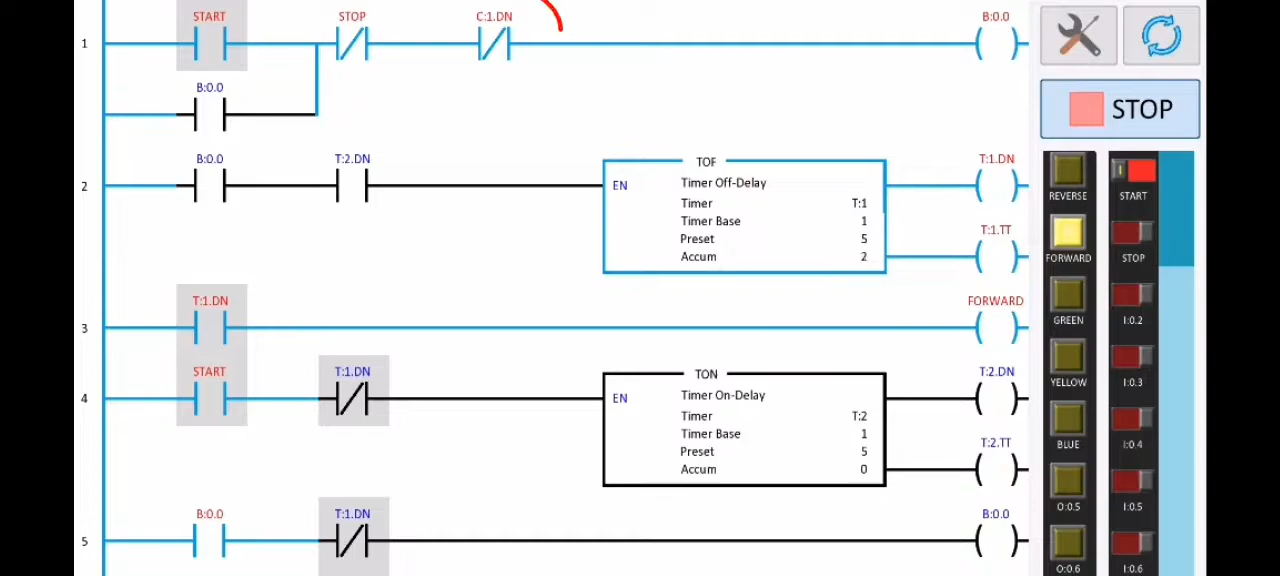 START STOP C:1.DN B:0.0
1
B:0.0
STOP
B:0.0 T:2.DN TOF T:1.DN
2 EN Timer Off-Delay
Timer T:1
Timer Base 1
Preset 5
Accum 2
T:1.TT
T:1.DN FORWARD
3
START T:1.DN TON T:2.DN
4 EN Timer On-Delay
Timer T:2
Timer Base 1
Preset 5
Accum 0
T:2.TT
B:0.0 T:1.DN B:0.0
5
REVERSE START
FORWARD STOP
GREEN I:0.2
YELLOW I:0.3
BLUE I:0.4
O:0.5 I:0.5
O:0.6 I:0.6